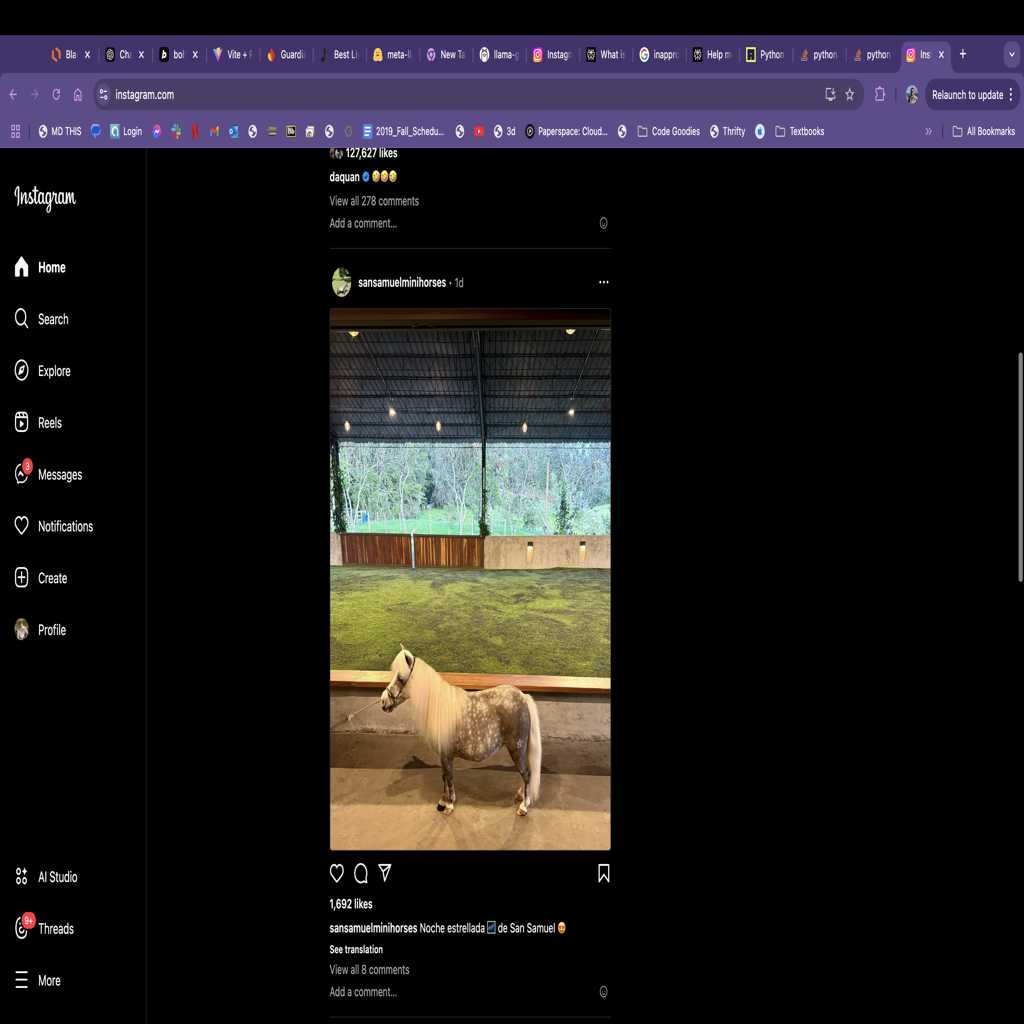 Bla
Ch
bol
Vite + F
Guardi
Best Li
meta-ll
New Ta
llama-g
Instag
What is
inappr
Help m
Python
python
python
Ins
instagram.com
Relaunch to update
MD THIS
Login
2019_Fall_Schedu...
3d
Paperspace: Cloud...
Code Goodies
Thrifty
Textbooks
»
All Bookmarks
Instagram
Home
Search
Explore
Reels
3
Messages
Notifications
Create
Profile
AI Studio
9+
Threads
More
127,627 likes
daquan
View all 278 comments
Add a comment...
sansamuelminihorses • 1d
1,692 likes
sansamuelminihorses Noche estrellada 🌌 de San Samuel 😍
See translation
View all 8 comments
Add a comment...